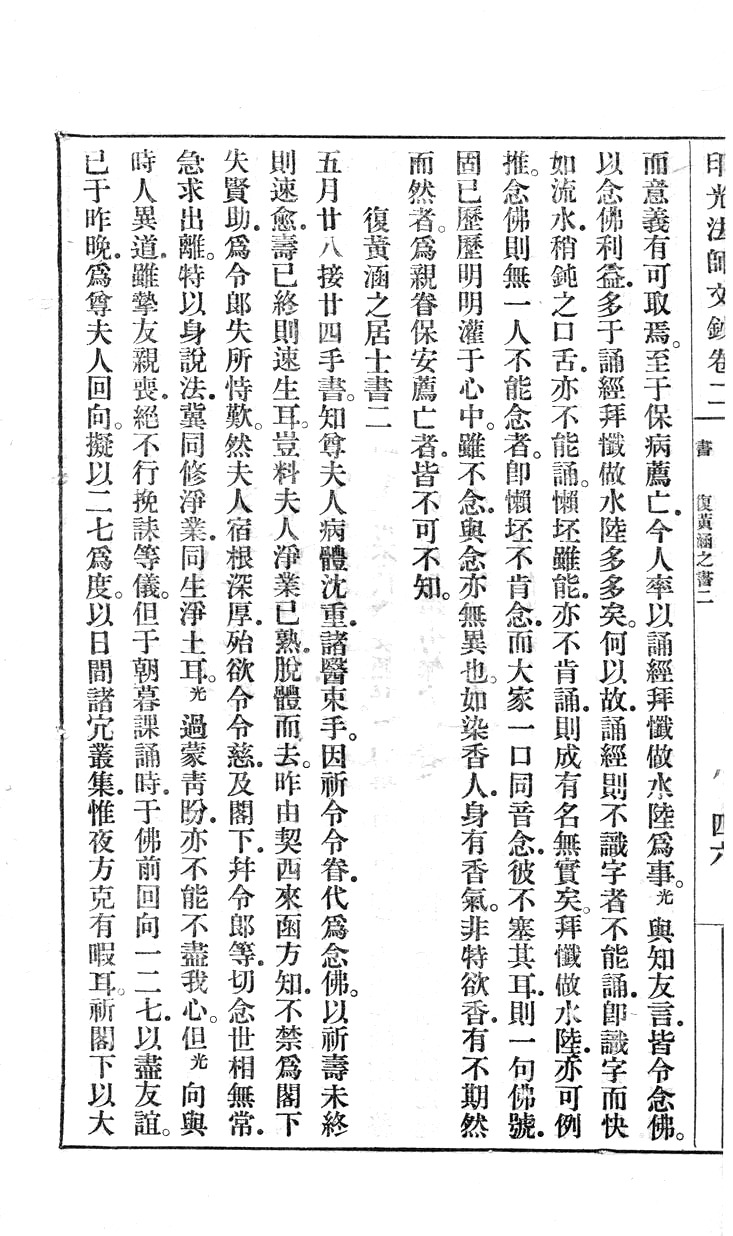 印光法師文鈔卷二 書 復黃涵之書二 四六
而意義有可取焉。至于保病薦亡、今人率以誦經拜懺做水陸爲事。光與知友言、皆令念佛。
以念佛利益、多于誦經拜懺做水陸多多矣。何以故、誦經則不識字者不能誦、卽識字而快
如流水、稍鈍之口舌、亦不能誦。懶坯雖能、亦不肯誦、則成有名無實矣。拜懺做水陸、亦可例
推。念佛則無一人不能念者。卽懶坯不肯念、而大家一口同音念、彼不塞其耳、則一句佛號、
固已歷歷明明灌于心中。雖不念、與念亦無異也。如染香人、身有香氣。非特欲香、有不期然
而然者。爲親眷保安薦亡者、皆不可不知。
復黃涵之居士書二
五月廿八接廿四手書。知尊夫人病體沈重、諸醫束手。因祈令令眷、代爲念佛。以祈壽未終
則速愈、壽已終則速生耳。豈料夫人淨業已熟、脫體而去。昨由契西來函方知、不禁爲閣下
失賢助、爲令郎失所恃歎。然夫人宿根深厚、殆欲令令慈、及閣下、幷令郎等、切念世相無常、
急求出離。特以身說法、冀同修淨業、同生淨土耳。光過蒙靑盼、亦不能不盡我心。但光向與
時人異道、雖摯友親喪、絕不行挽誄等儀。但于朝暮課誦時、于佛前回向一二七、以盡友誼。
已于昨晚、爲尊夫人回向。擬以二七爲度。以日間諸冗叢集、惟夜方克有暇耳。祈閣下以大